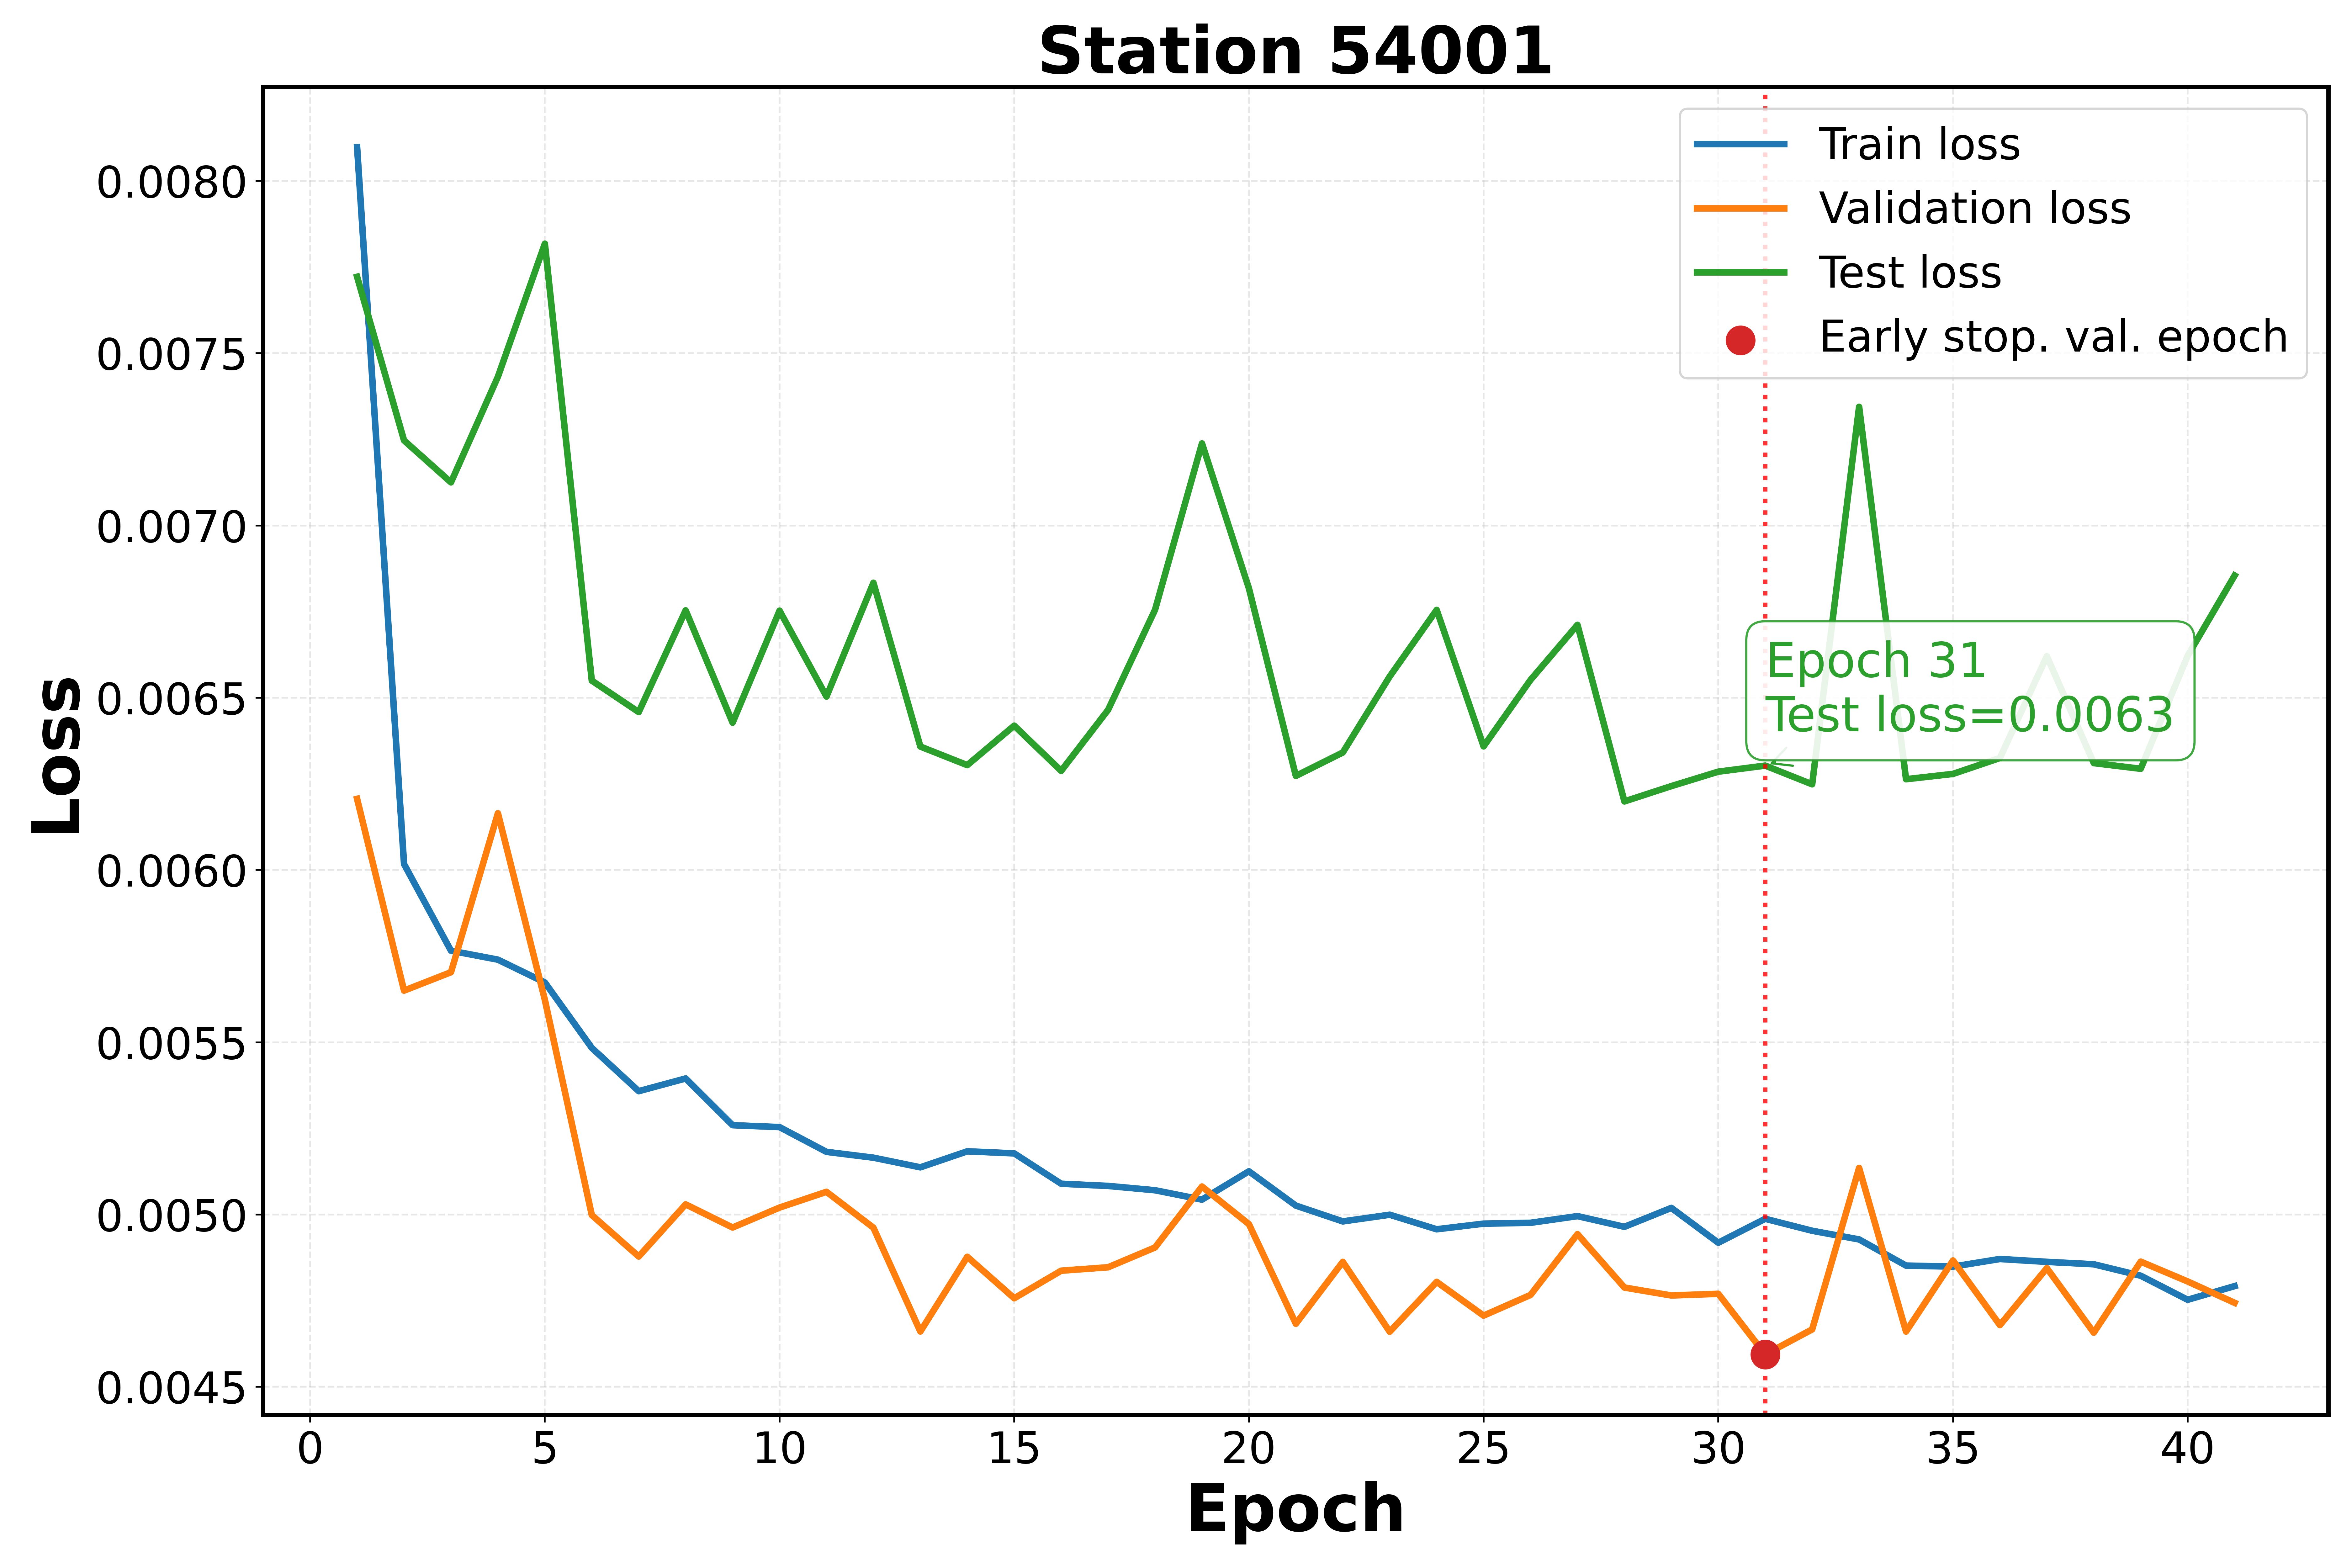 Station 54001
Train loss
Validation loss
Test loss
Early stop. val. epoch
0.0080
0.0075
0.0070
0.0065
0.0060
0.0055
0.0050
0.0045
Loss
Epoch 31
Test loss=0.0063
0 5 10 15 20 25 30 35 40
Epoch